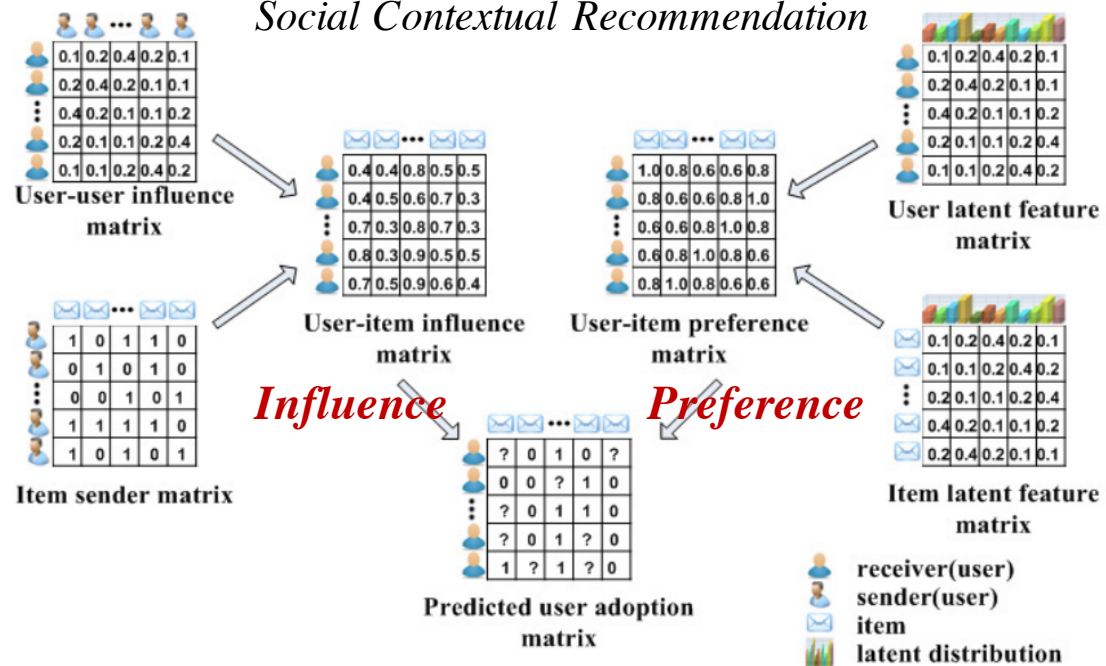 Social Contextual Recommendation
0.1 0.2 0.4 0.2 0.1
0.2 0.4 0.2 0.1 0.1
0.4 0.2 0.1 0.1 0.2
0.2 0.1 0.1 0.2 0.4
0.1 0.1 0.2 0.4 0.2
User-user influence
matrix
1 0 1 1 0
0 1 0 1 0
0 0 1 0 1
1 1 1 1 0
1 0 1 0 1
Item sender matrix
0.4 0.4 0.8 0.5 0.5
0.4 0.5 0.6 0.7 0.3
0.7 0.3 0.8 0.7 0.3
0.8 0.3 0.9 0.5 0.5
0.7 0.5 0.9 0.6 0.4
User-item influence
matrix
1.0 0.8 0.6 0.6 0.8
0.8 0.6 0.6 0.8 1.0
0.6 0.6 0.8 1.0 0.8
0.6 0.8 1.0 0.8 0.6
0.8 1.0 0.8 0.6 0.6
User-item preference
matrix
0.1 0.2 0.4 0.2 0.1
0.2 0.4 0.2 0.1 0.1
0.4 0.2 0.1 0.1 0.2
0.2 0.1 0.1 0.2 0.4
0.1 0.1 0.2 0.4 0.2
User latent feature
matrix
0.1 0.2 0.4 0.2 0.1
0.1 0.1 0.2 0.4 0.2
0.2 0.1 0.1 0.2 0.4
0.4 0.2 0.1 0.1 0.2
0.2 0.4 0.2 0.1 0.1
Item latent feature
matrix
Influence
Preference
? 0 1 0 ?
0 0 ? 1 0
? 0 1 1 0
? 0 1 ? 0
1 ? 1 ? 0
Predicted user adoption
matrix
receiver(user)
sender(user)
item
latent distribution